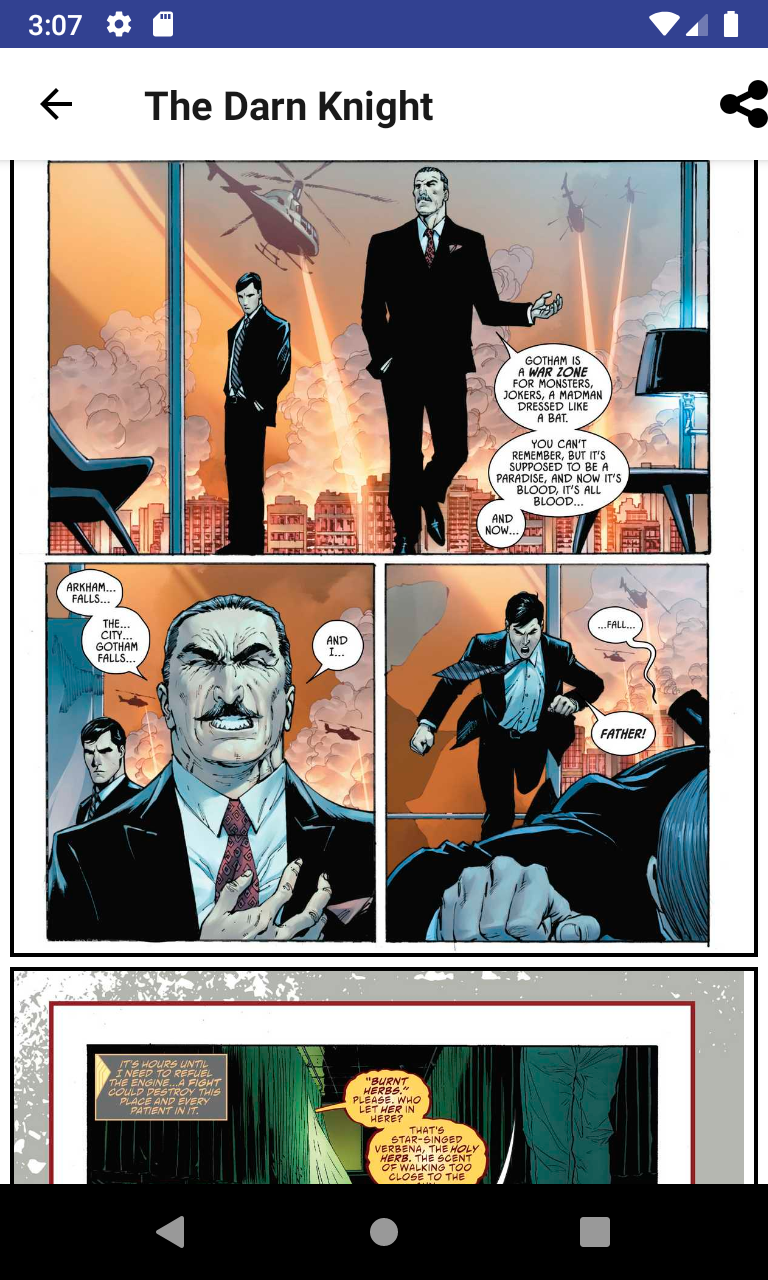 3:07
The Darn Knight
GOTHAM IS
A WAR ZONE
FOR MONSTERS,
JOKERS, A MADMAN
DRESSED LIKE
A BAT.
YOU CAN'T
REMEMBER, BUT IT'S
SUPPOSED TO BE A
PARADISE, AND NOW IT'S
BLOOD, IT'S ALL
BLOOD...
AND
NOW...
ARKHAM...
FALLS...
THE...
CITY...
GOTHAM
FALLS...
AND
I...
...FALL...
FATHER!
IT'S HOURS UNTIL
I NEED TO REFUEL
THE ENGINE...A FIGHT
COULD DESTROY THIS
PLACE AND EVERY
PATIENT IN IT.
"BURNT
HERBS."
PLEASE. WHO
LET HER IN
HERE?
THAT'S
STAR-SINGED
VERBENA, THE HOLY
HERB. THE SCENT
OF WALKING TOO
CLOSE TO THE